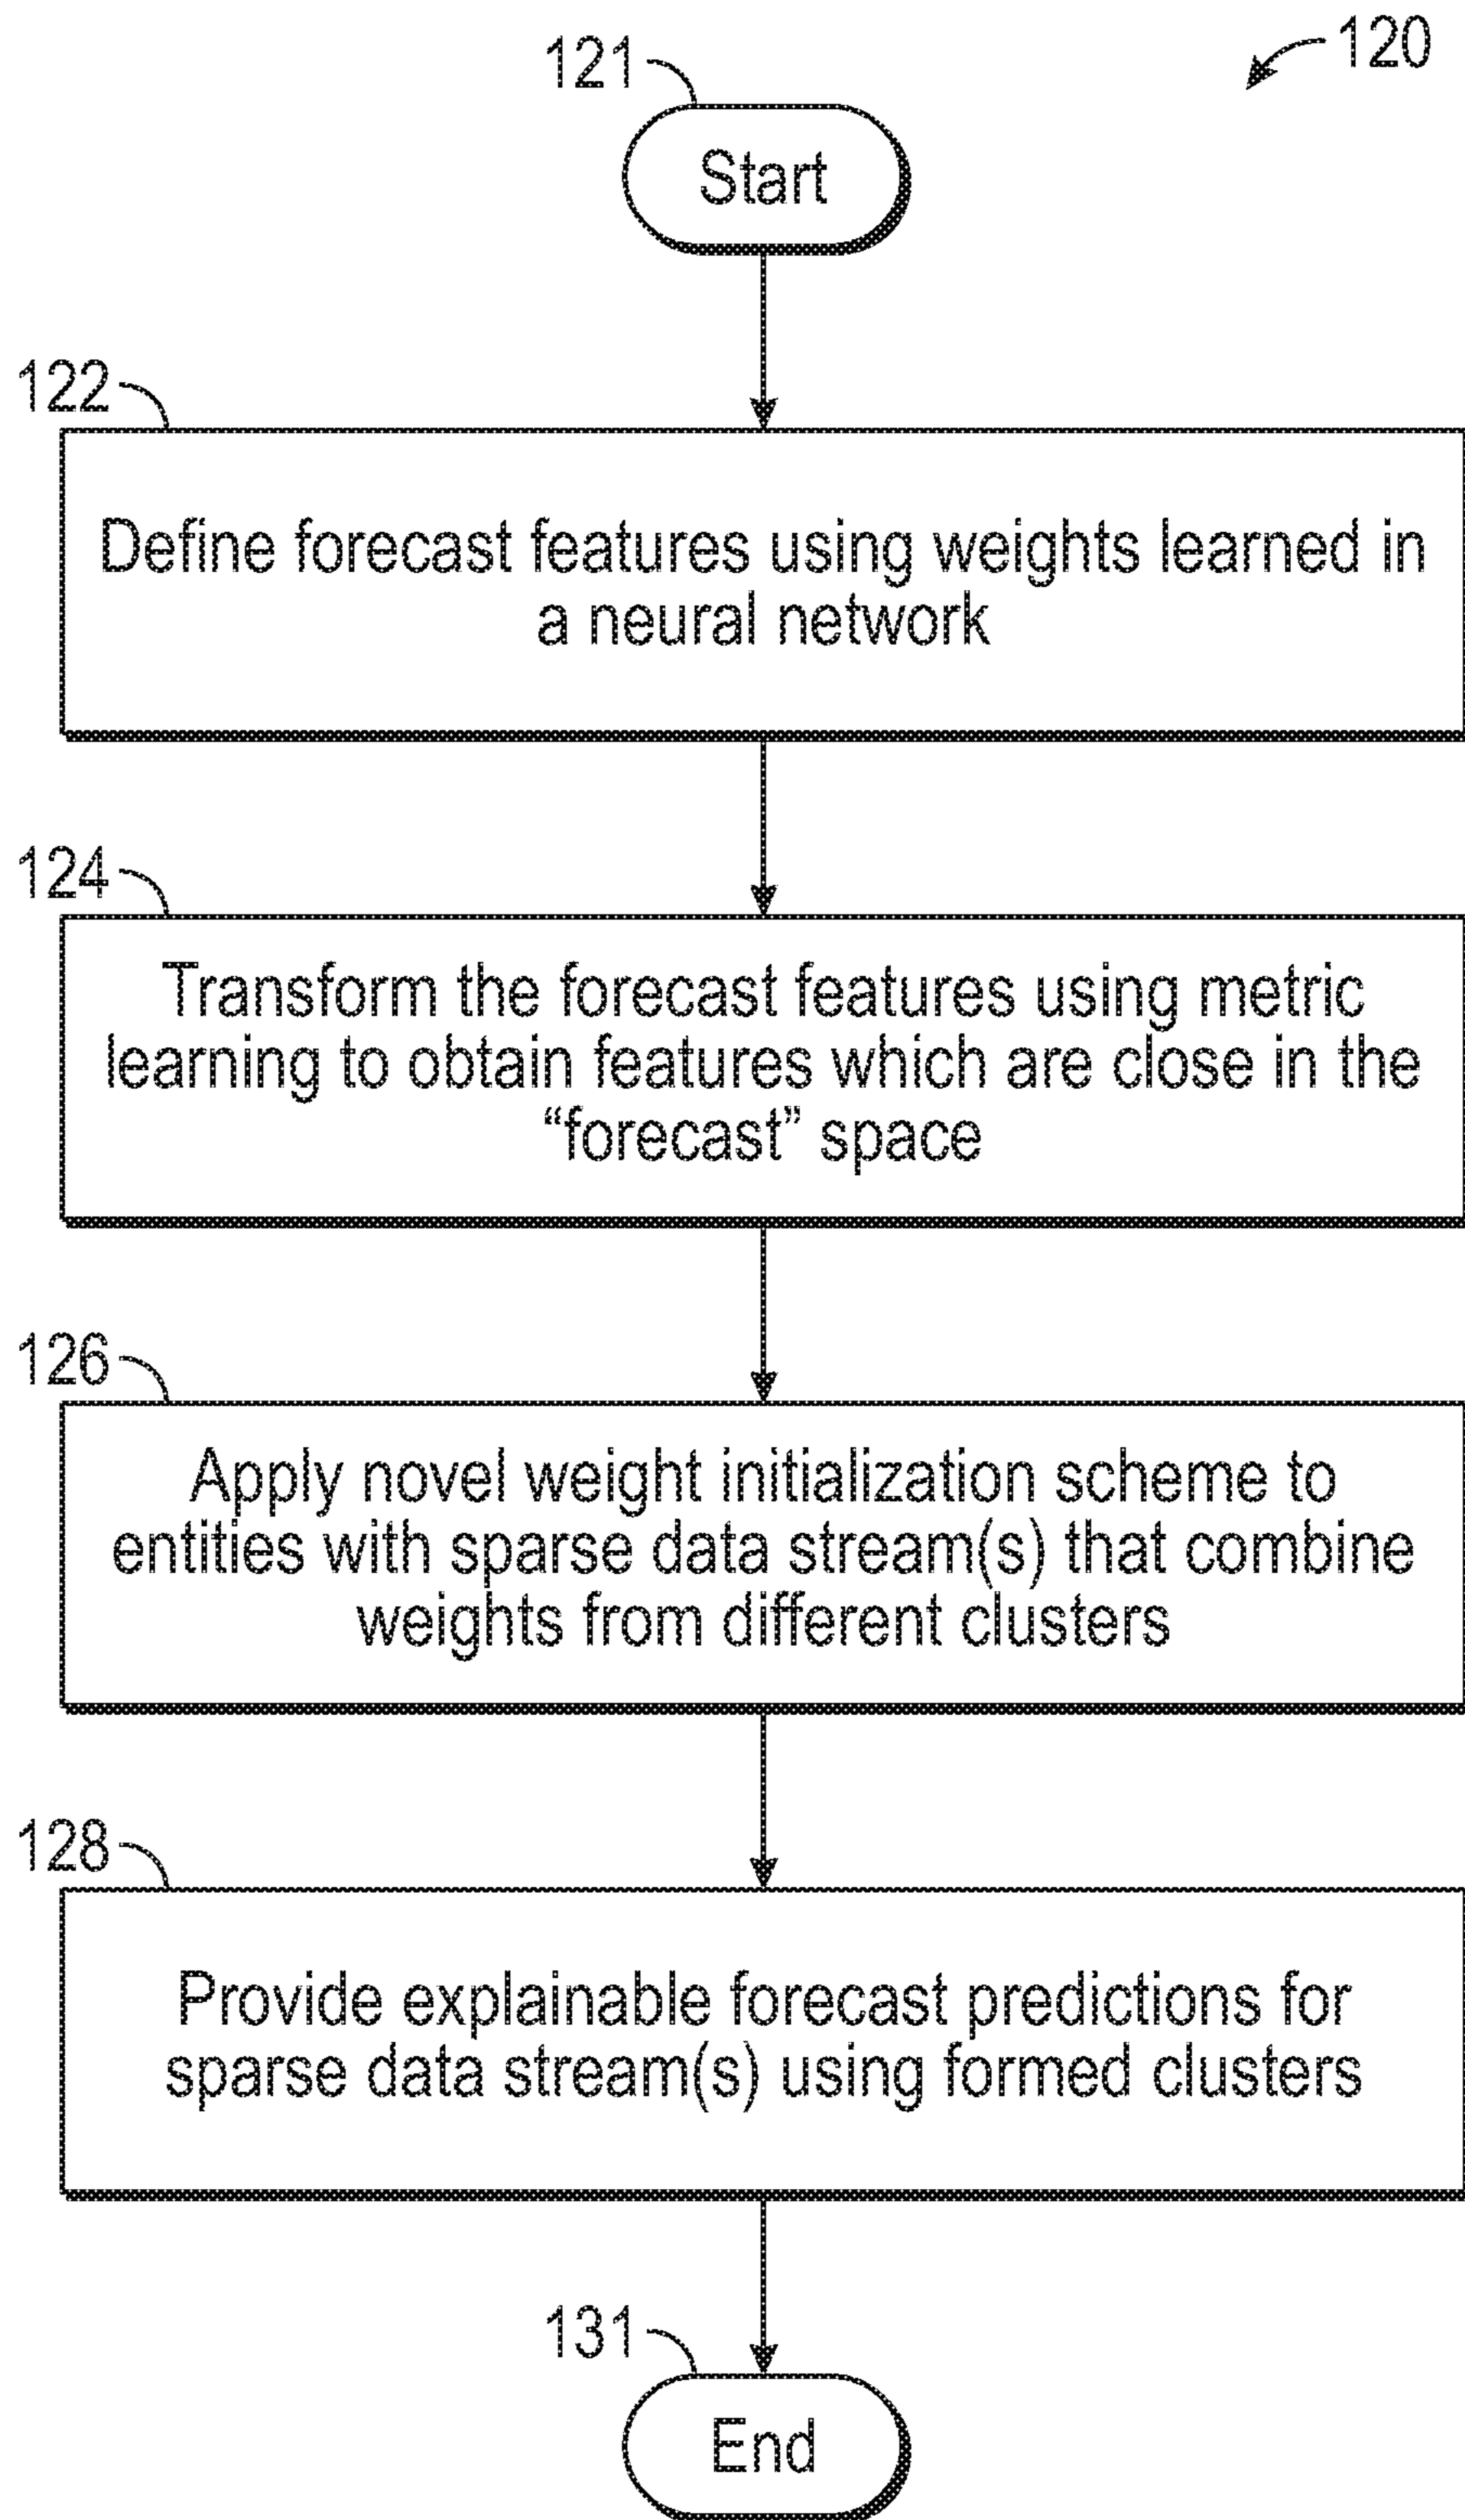 120
121
Start
122
Define forecast features using weights learned in
a neural network
124
Transform the forecast features using metric
learning to obtain features which are close in the
“forecast” space
126
Apply novel weight initialization scheme to
entities with sparse data stream(s) that combine
weights from different clusters
128
Provide explainable forecast predictions for
sparse data stream(s) using formed clusters
131
End